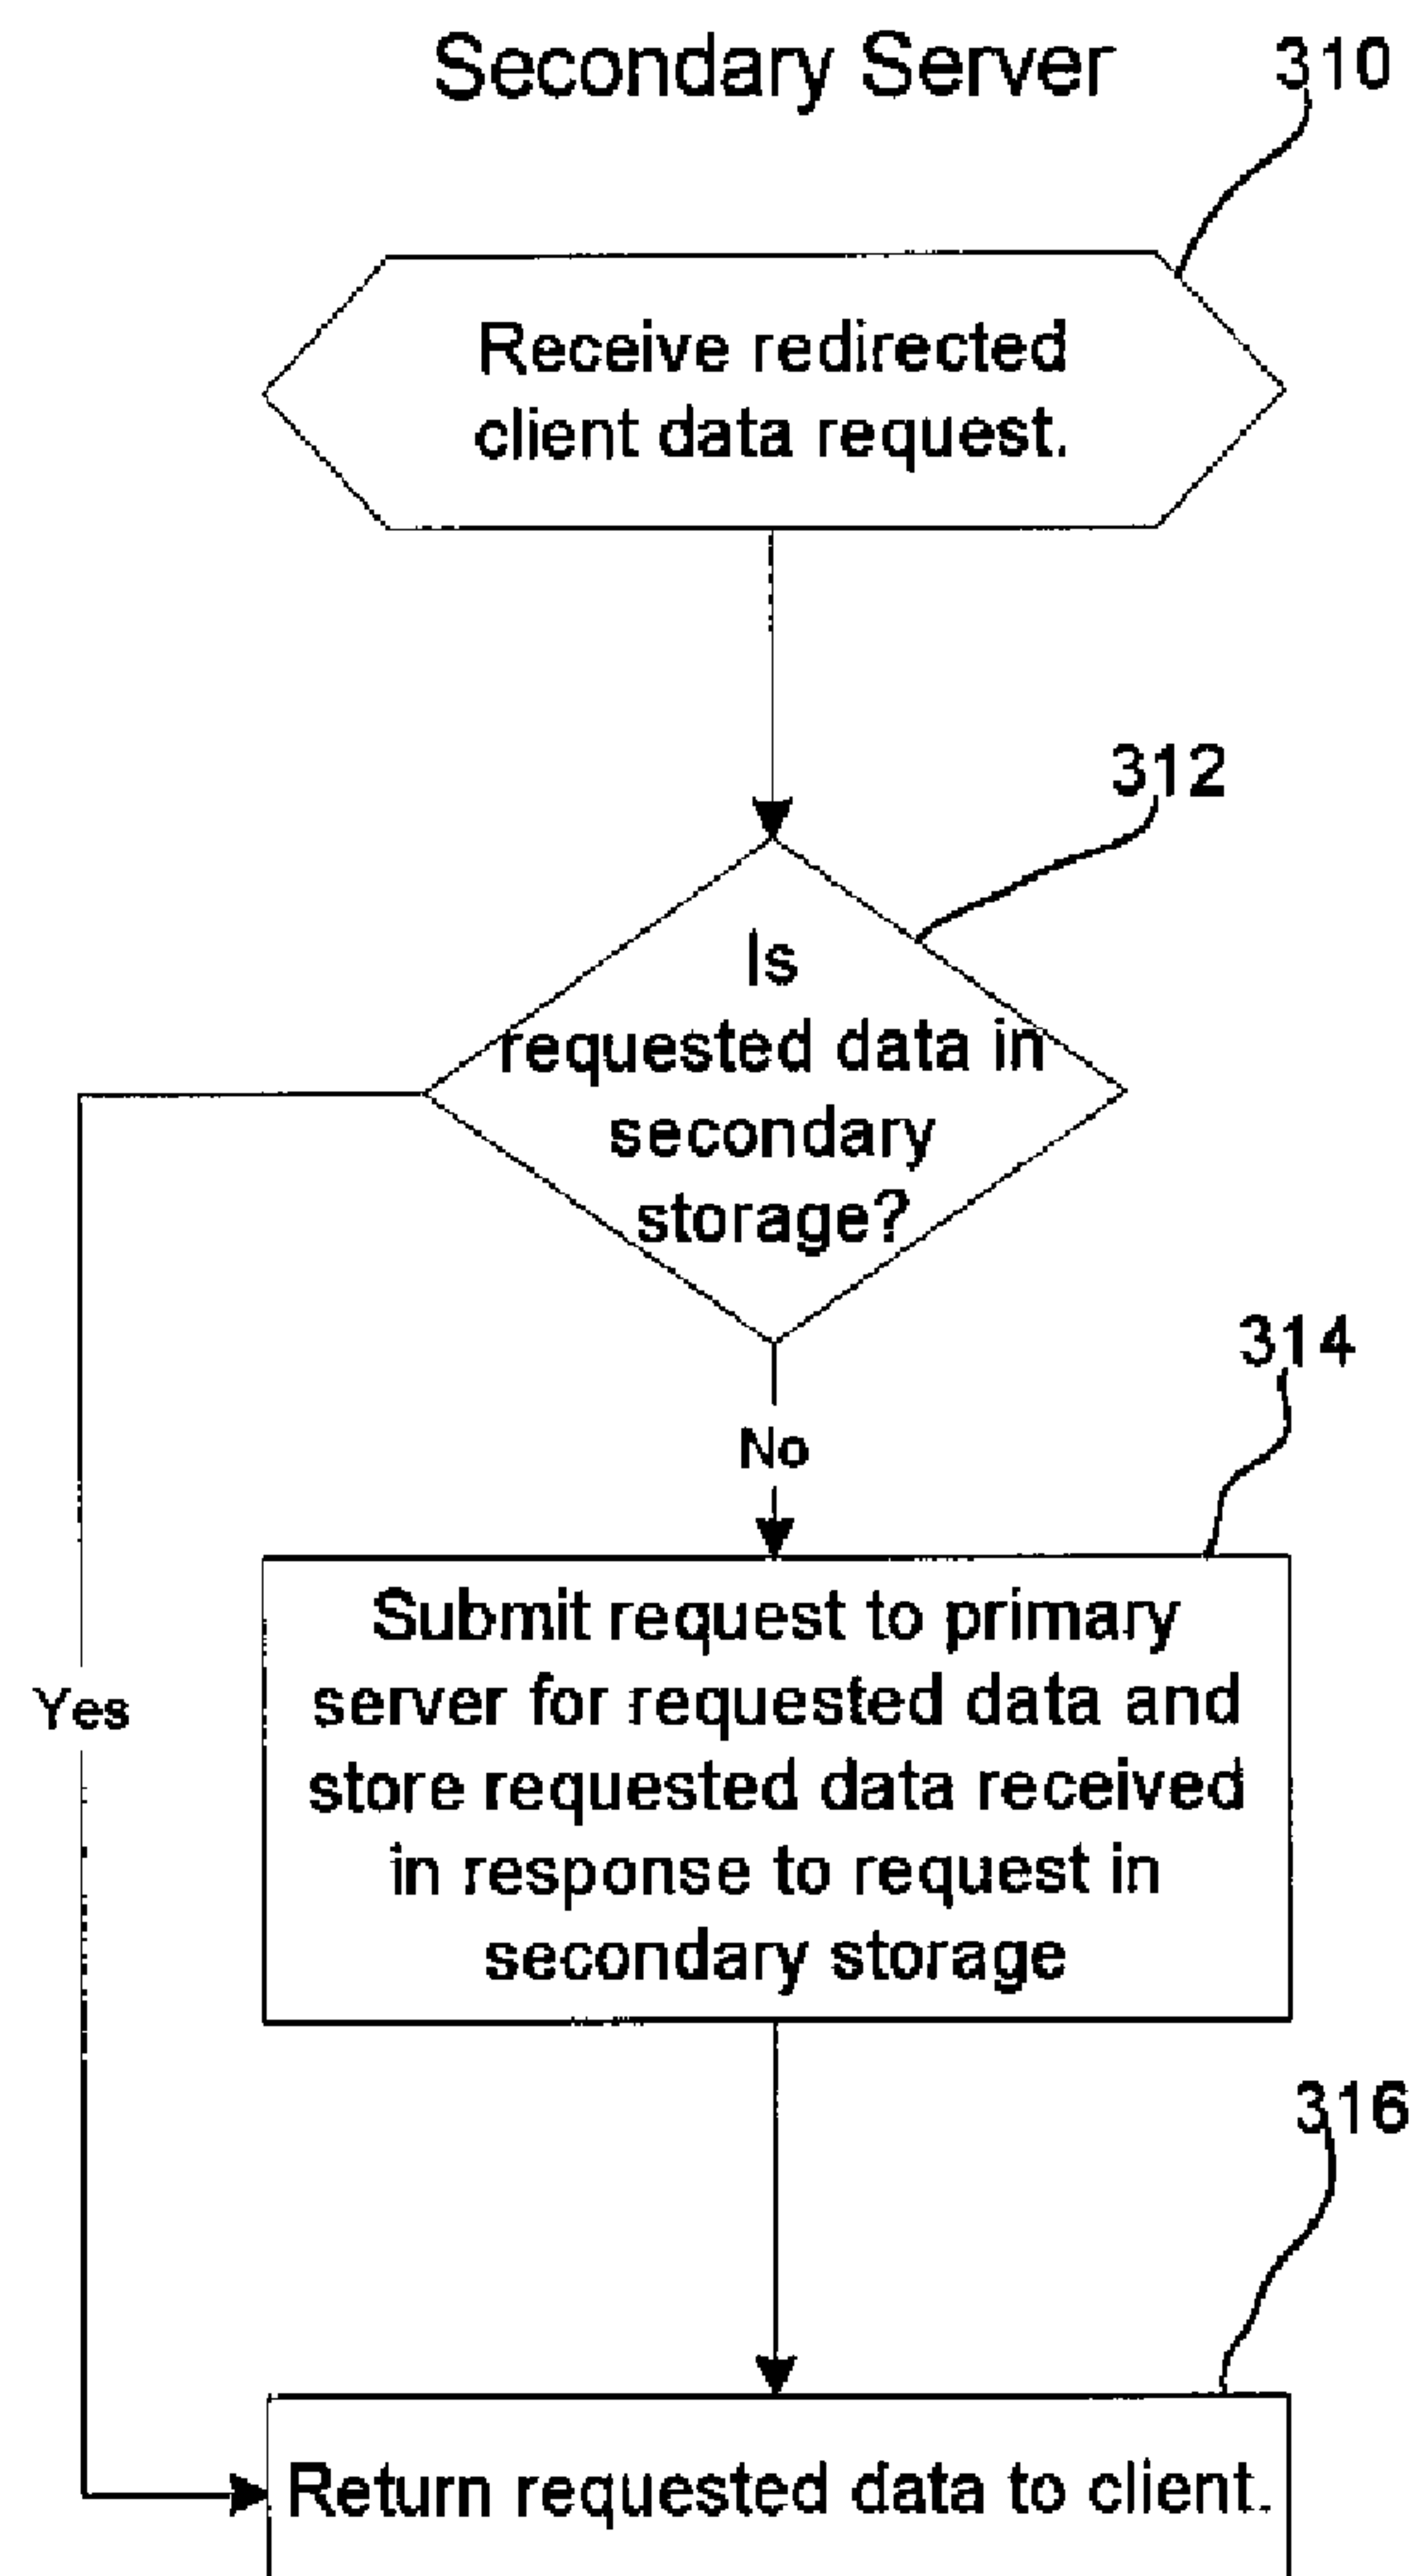 Secondary Server
310
Receive redirected
client data request.
312
Is
requested data in
secondary
storage?
314
No
Submit request to primary
server for requested data and
store requested data received
in response to request in
secondary storage
Yes
316
Return requested data to client.